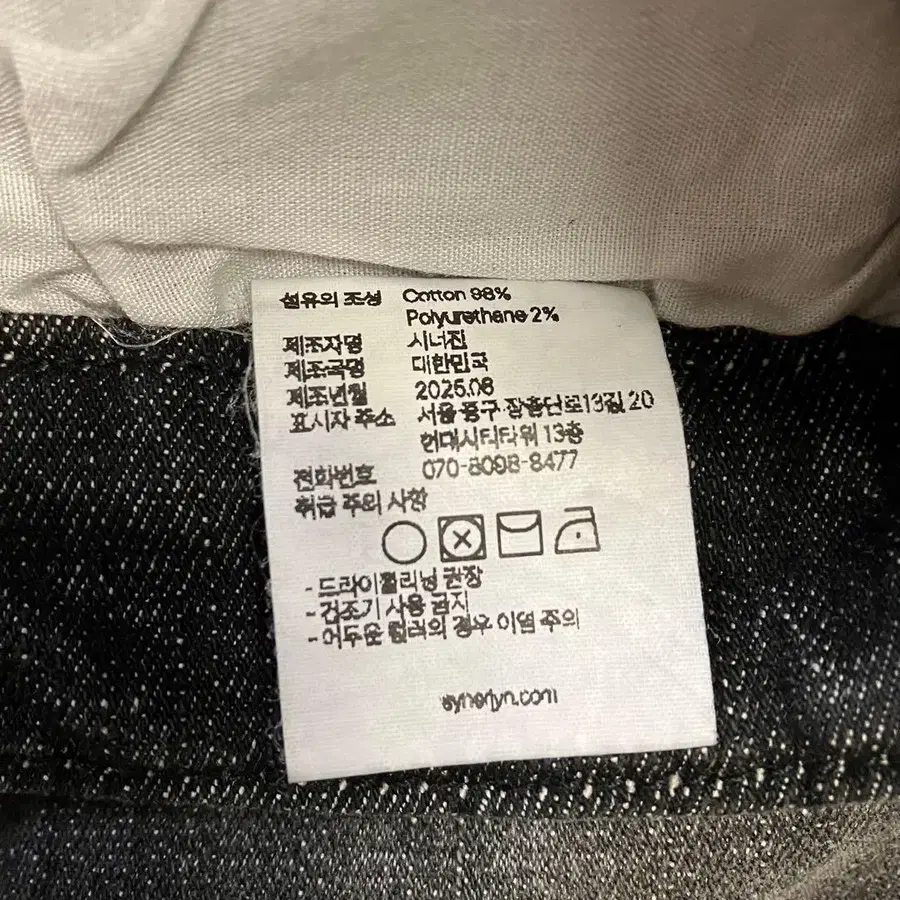 섬유의 조성 Cotton 98%
Polyurethane 2%
제조자명 시너진
제조국명 대한민국
제조년월 2025.08
표시자 주소 서울 중구 장충단로13길 20
현대시티타워 13층
전화번호 070-8098-8477
취급 주의 사항
- 드라이클리닝 권장
- 건조기 사용 금지
- 어두운 컬러의 경우 이염 주의
synerjyn.com